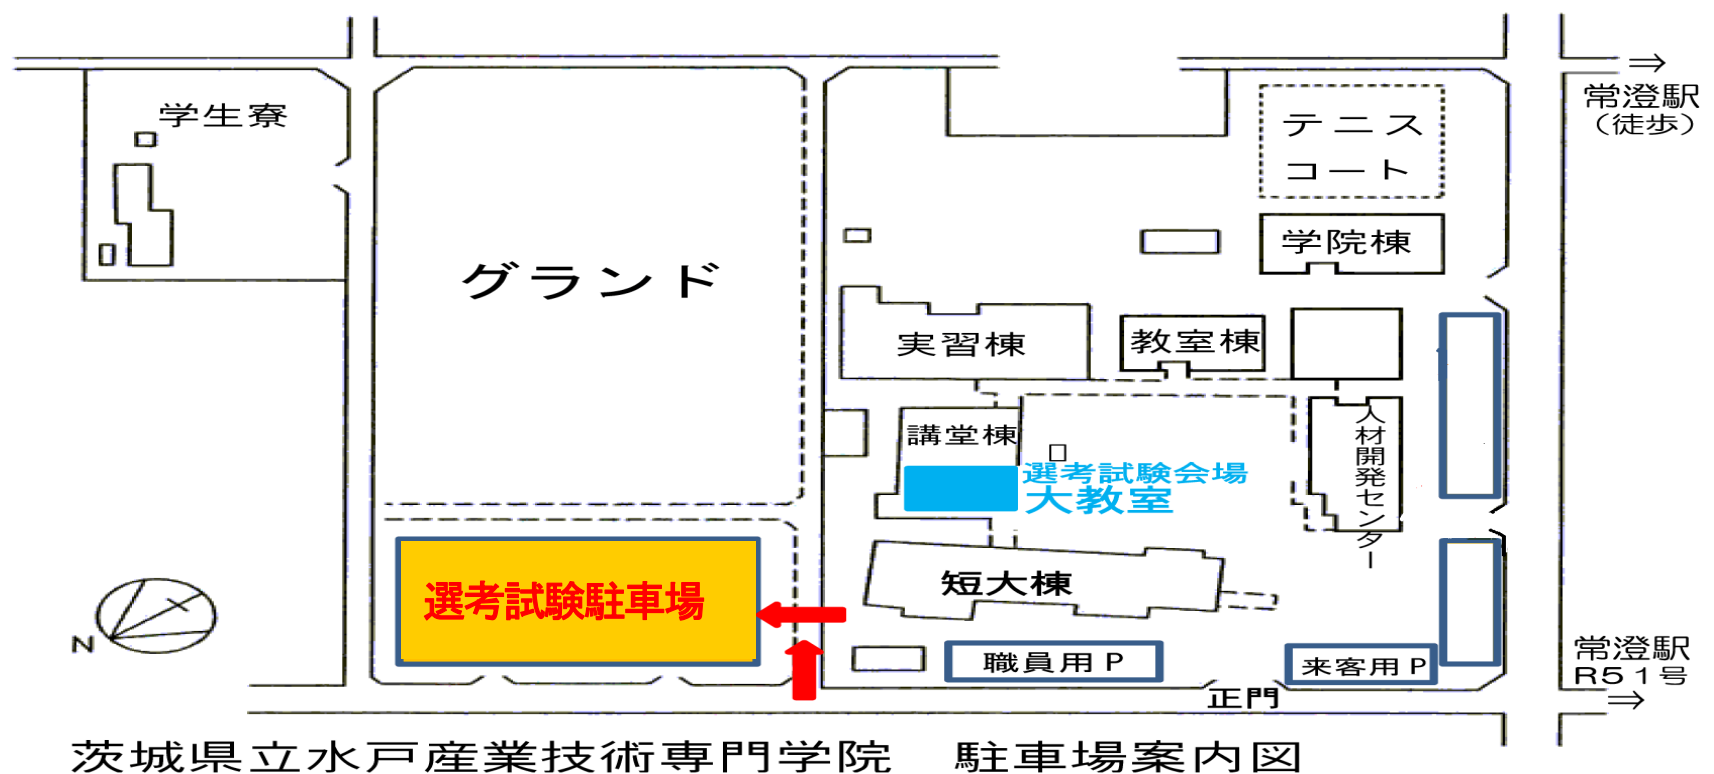 ⇒
常澄駅
（徒歩）
学生寮
テニス
コート
学院棟
グランド
実習棟
教室棟
講堂棟
人材開発センター
選考試験会場
大教室
短大棟
選考試験駐車場
N
職員用P
来客用P
正門
常澄駅
R51号
⇒
茨城県立水戸産業技術専門学院 駐車場案内図